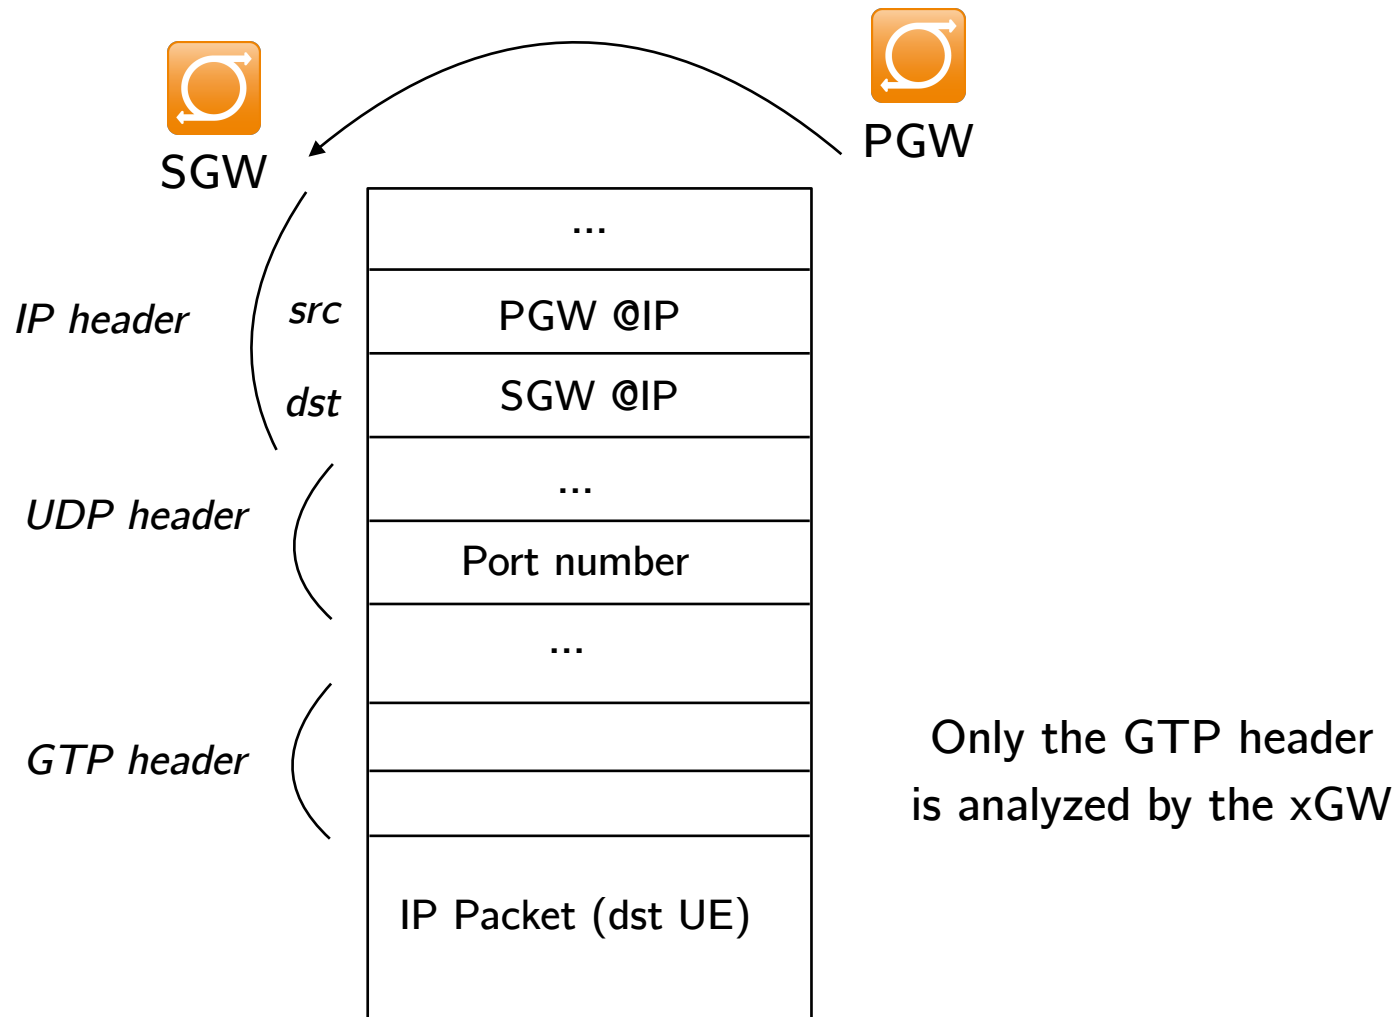 SGW
PGW
...
IP header
src
PGW @IP
dst
SGW @IP
...
UDP header
Port number
...
GTP header
Only the GTP header
is analyzed by the xGW
IP Packet (dst UE)